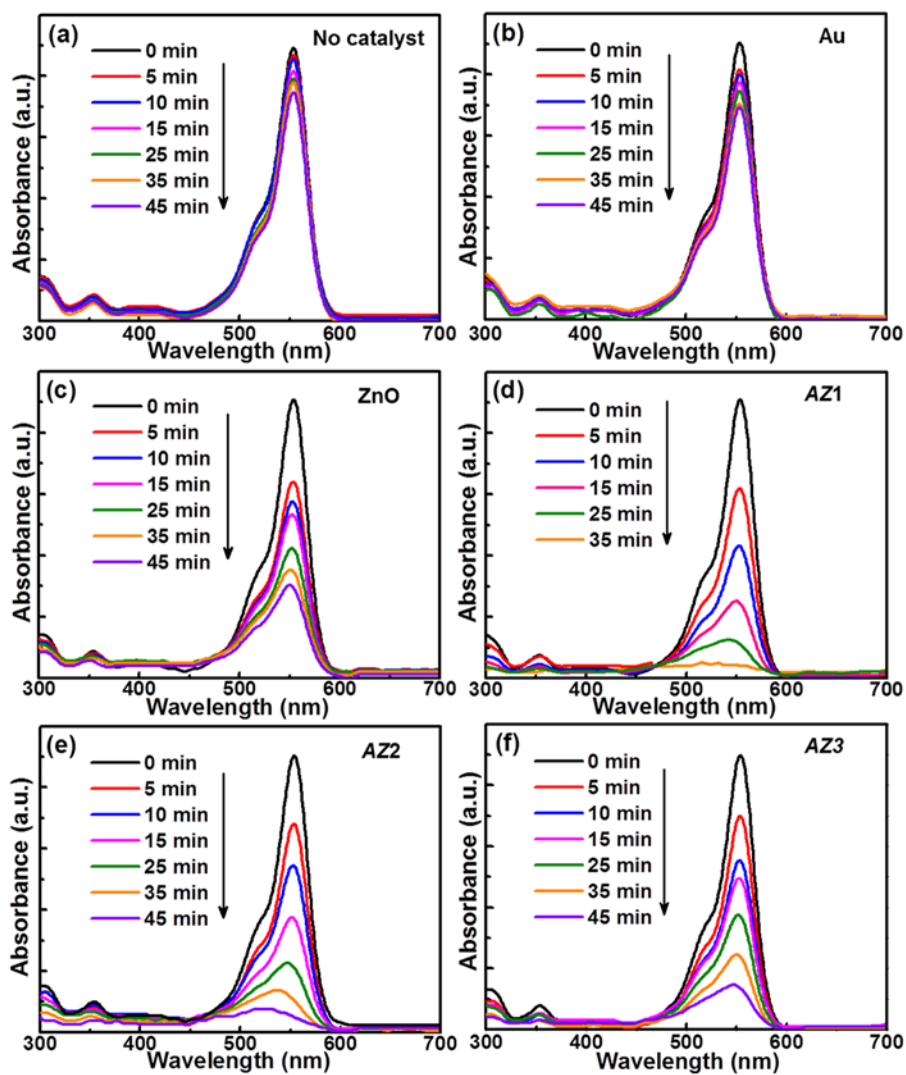 (a)
No catalyst
0 min
5 min
10 min
15 min
25 min
35 min
45 min
Absorbance (a.u.)
300 400 500 600 700
Wavelength (nm)
(b)
Au
0 min
5 min
10 min
15 min
25 min
35 min
45 min
Absorbance (a.u.)
300 400 500 600 700
Wavelength (nm)
(c)
ZnO
0 min
5 min
10 min
15 min
25 min
35 min
45 min
Absorbance (a.u.)
300 400 500 600 700
Wavelength (nm)
(d)
AZ1
0 min
5 min
10 min
15 min
25 min
35 min
Absorbance (a.u.)
300 400 500 600 700
Wavelength (nm)
(e)
AZ2
0 min
5 min
10 min
15 min
25 min
35 min
45 min
Absorbance (a.u.)
300 400 500 600 700
Wavelength (nm)
(f)
AZ3
0 min
5 min
10 min
15 min
25 min
35 min
45 min
Absorbance (a.u.)
300 400 500 600 700
Wavelength (nm)